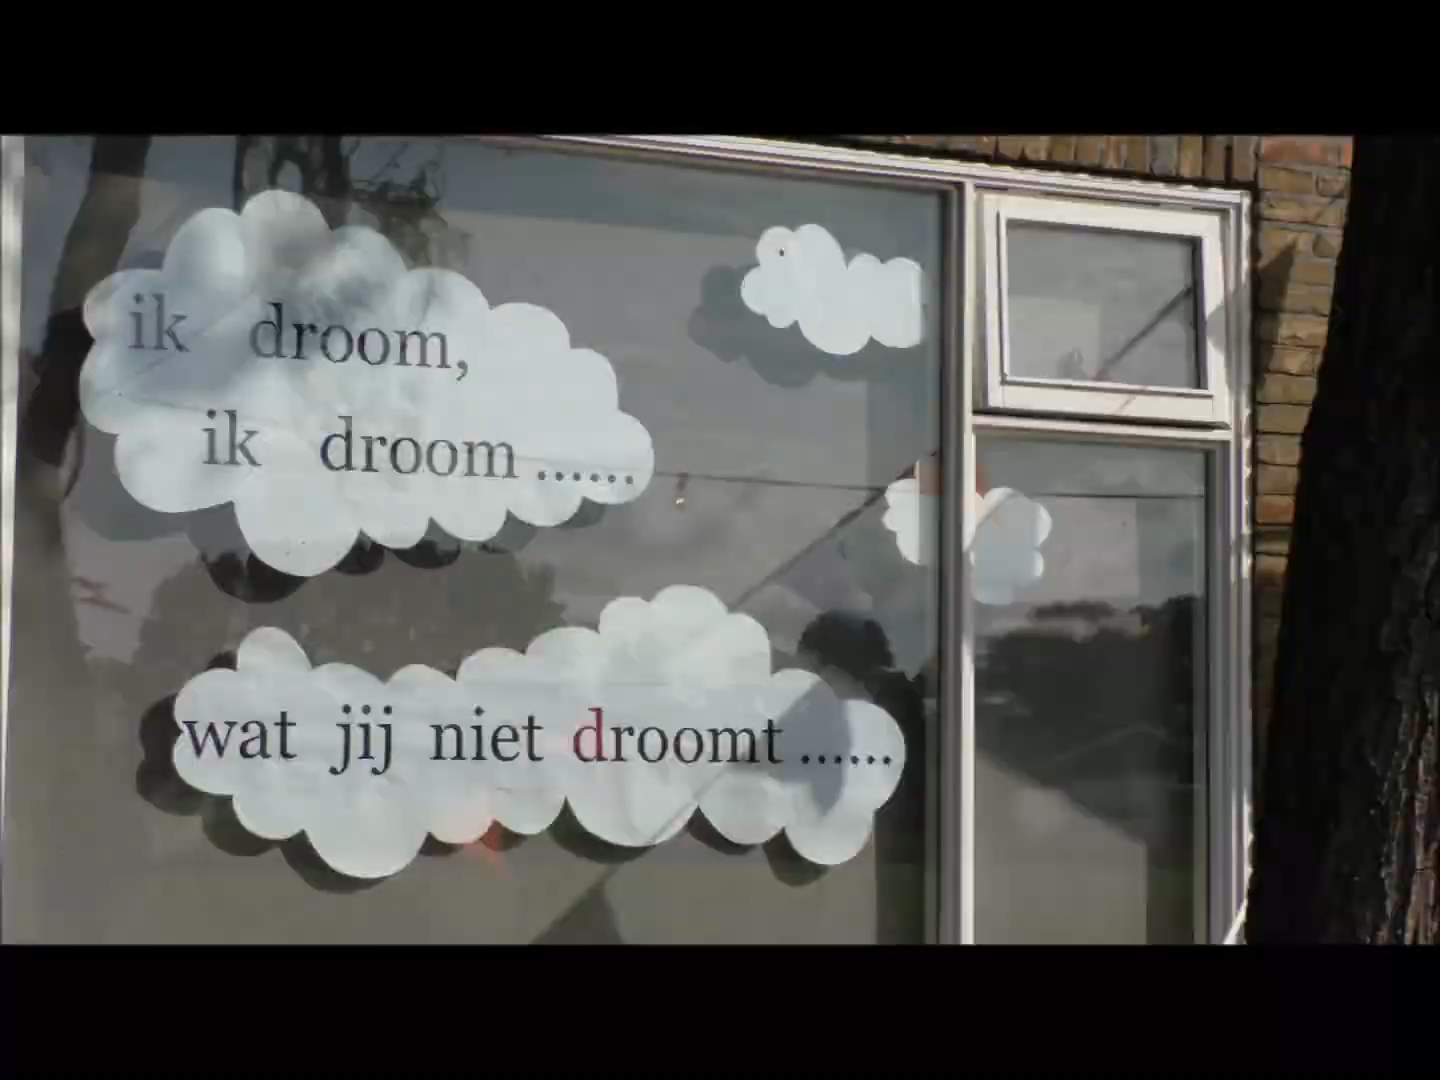 ik droom,
ik droom ......
wat jij niet droomt ......